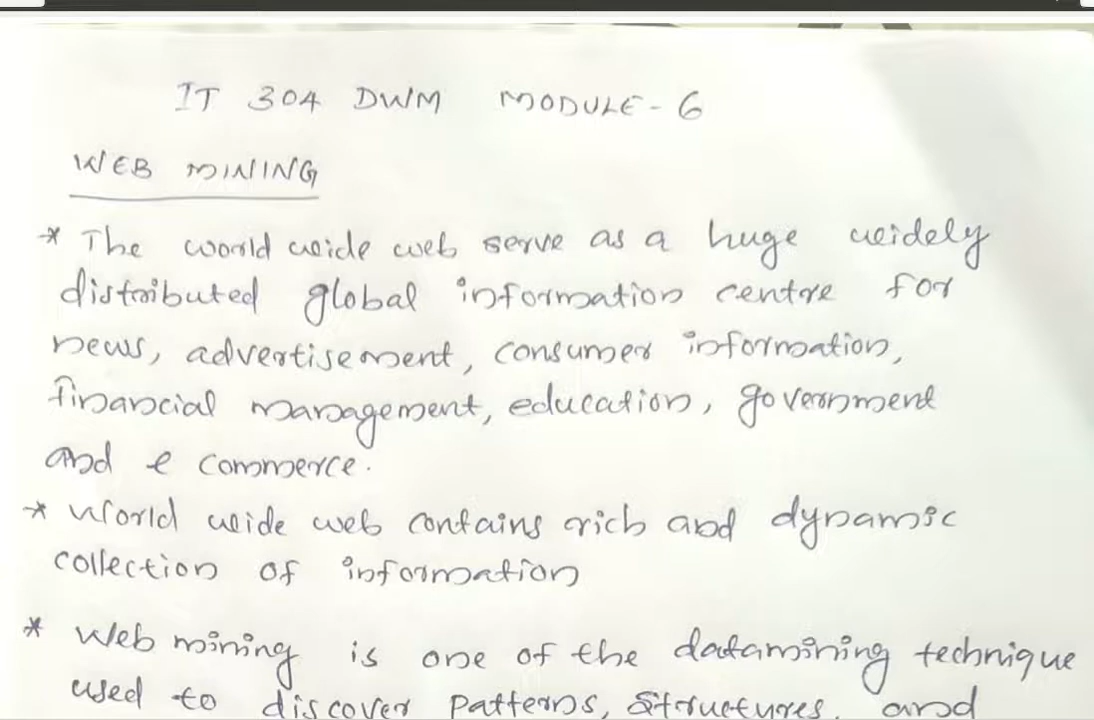 IT 304 DWM MODULE-6
WEB MINING
* The world wide web serve as a huge widely
distributed global information centre for
news, advertisement, consumer information,
financial management, education, government
and e commerce.
* World wide web contains rich and dynamic
collection of information
* Web mining is one of the datamining technique
used to discover patterns, structures, and